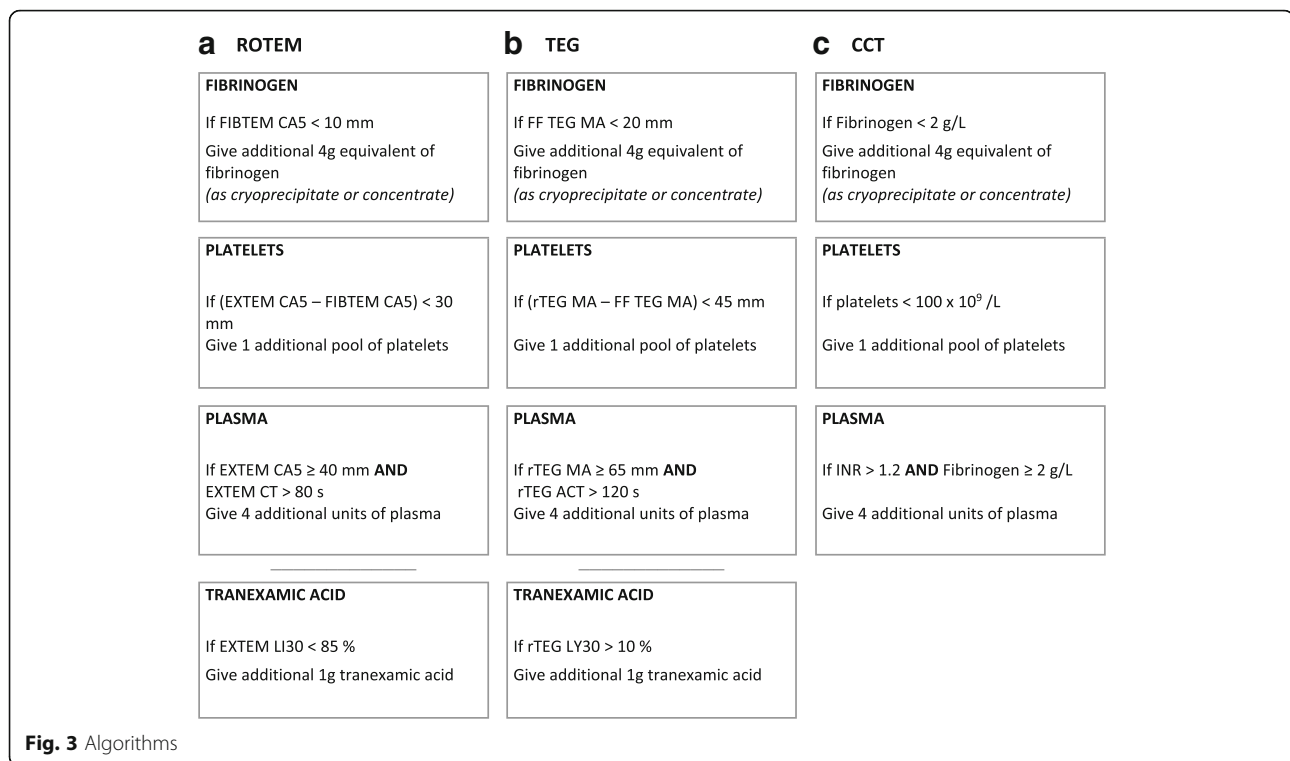 a ROTEM
FIBRINOGEN
If FIBTEM CA5 < 10 mm
Give additional 4g equivalent of
fibrinogen
(as cryoprecipitate or concentrate)
PLATELETS
If (EXTEM CA5 – FIBTEM CA5) < 30
mm
Give 1 additional pool of platelets
PLASMA
If EXTEM CA5 ≥ 40 mm AND
EXTEM CT > 80 s
Give 4 additional units of plasma
TRANEXAMIC ACID
If EXTEM LI30 < 85 %
Give additional 1g tranexamic acid
b TEG
FIBRINOGEN
If FF TEG MA < 20 mm
Give additional 4g equivalent of
fibrinogen
(as cryoprecipitate or concentrate)
PLATELETS
If (rTEG MA – FF TEG MA) < 45 mm
Give 1 additional pool of platelets
PLASMA
If rTEG MA ≥ 65 mm AND
rTEG ACT > 120 s
Give 4 additional units of plasma
TRANEXAMIC ACID
If rTEG LY30 > 10 %
Give additional 1g tranexamic acid
c CCT
FIBRINOGEN
If Fibrinogen < 2 g/L
Give additional 4g equivalent of
fibrinogen
(as cryoprecipitate or concentrate)
PLATELETS
If platelets < 100 x 10⁹ /L
Give 1 additional pool of platelets
PLASMA
If INR > 1.2 AND Fibrinogen ≥ 2 g/L
Give 4 additional units of plasma
Fig. 3 Algorithms